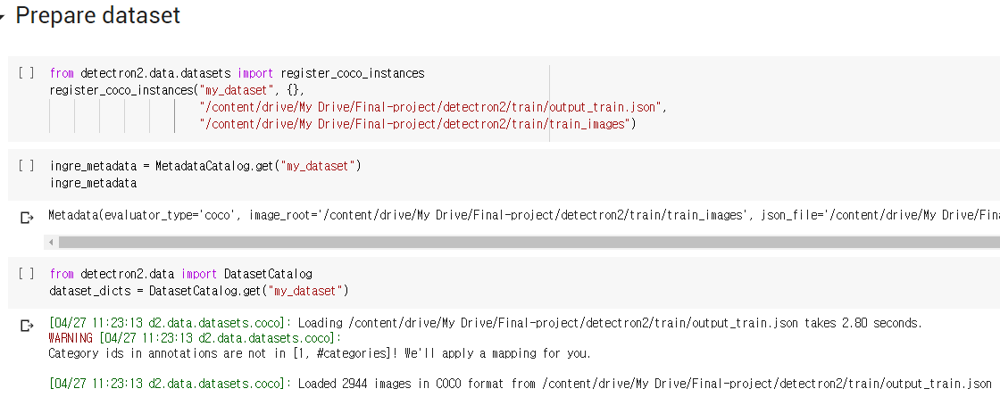 Prepare dataset
[ ] from detectron2.data.datasets import register_coco_instances
register_coco_instances("my_dataset", {},
"/content/drive/My Drive/Final-project/detectron2/train/output_train.json",
"/content/drive/My Drive/Final-project/detectron2/train/train_images")
[ ] ingre_metadata = MetadataCatalog.get("my_dataset")
ingre_metadata
Metadata(evaluator_type='coco', image_root='/content/drive/My Drive/Final-project/detectron2/train/train_images', json_file='/content/drive/My Drive/Fina
[ ] from detectron2.data import DatasetCatalog
dataset_dicts = DatasetCatalog.get("my_dataset")
[04/27 11:23:13 d2.data.datasets.coco]: Loading /content/drive/My Drive/Final-project/detectron2/train/output_train.json takes 2.80 seconds.
WARNING [04/27 11:23:13 d2.data.datasets.coco]:
Category ids in annotations are not in [1, #categories]! We'll apply a mapping for you.
[04/27 11:23:13 d2.data.datasets.coco]: Loaded 2944 images in COCO format from /content/drive/My Drive/Final-project/detectron2/train/output_train.json